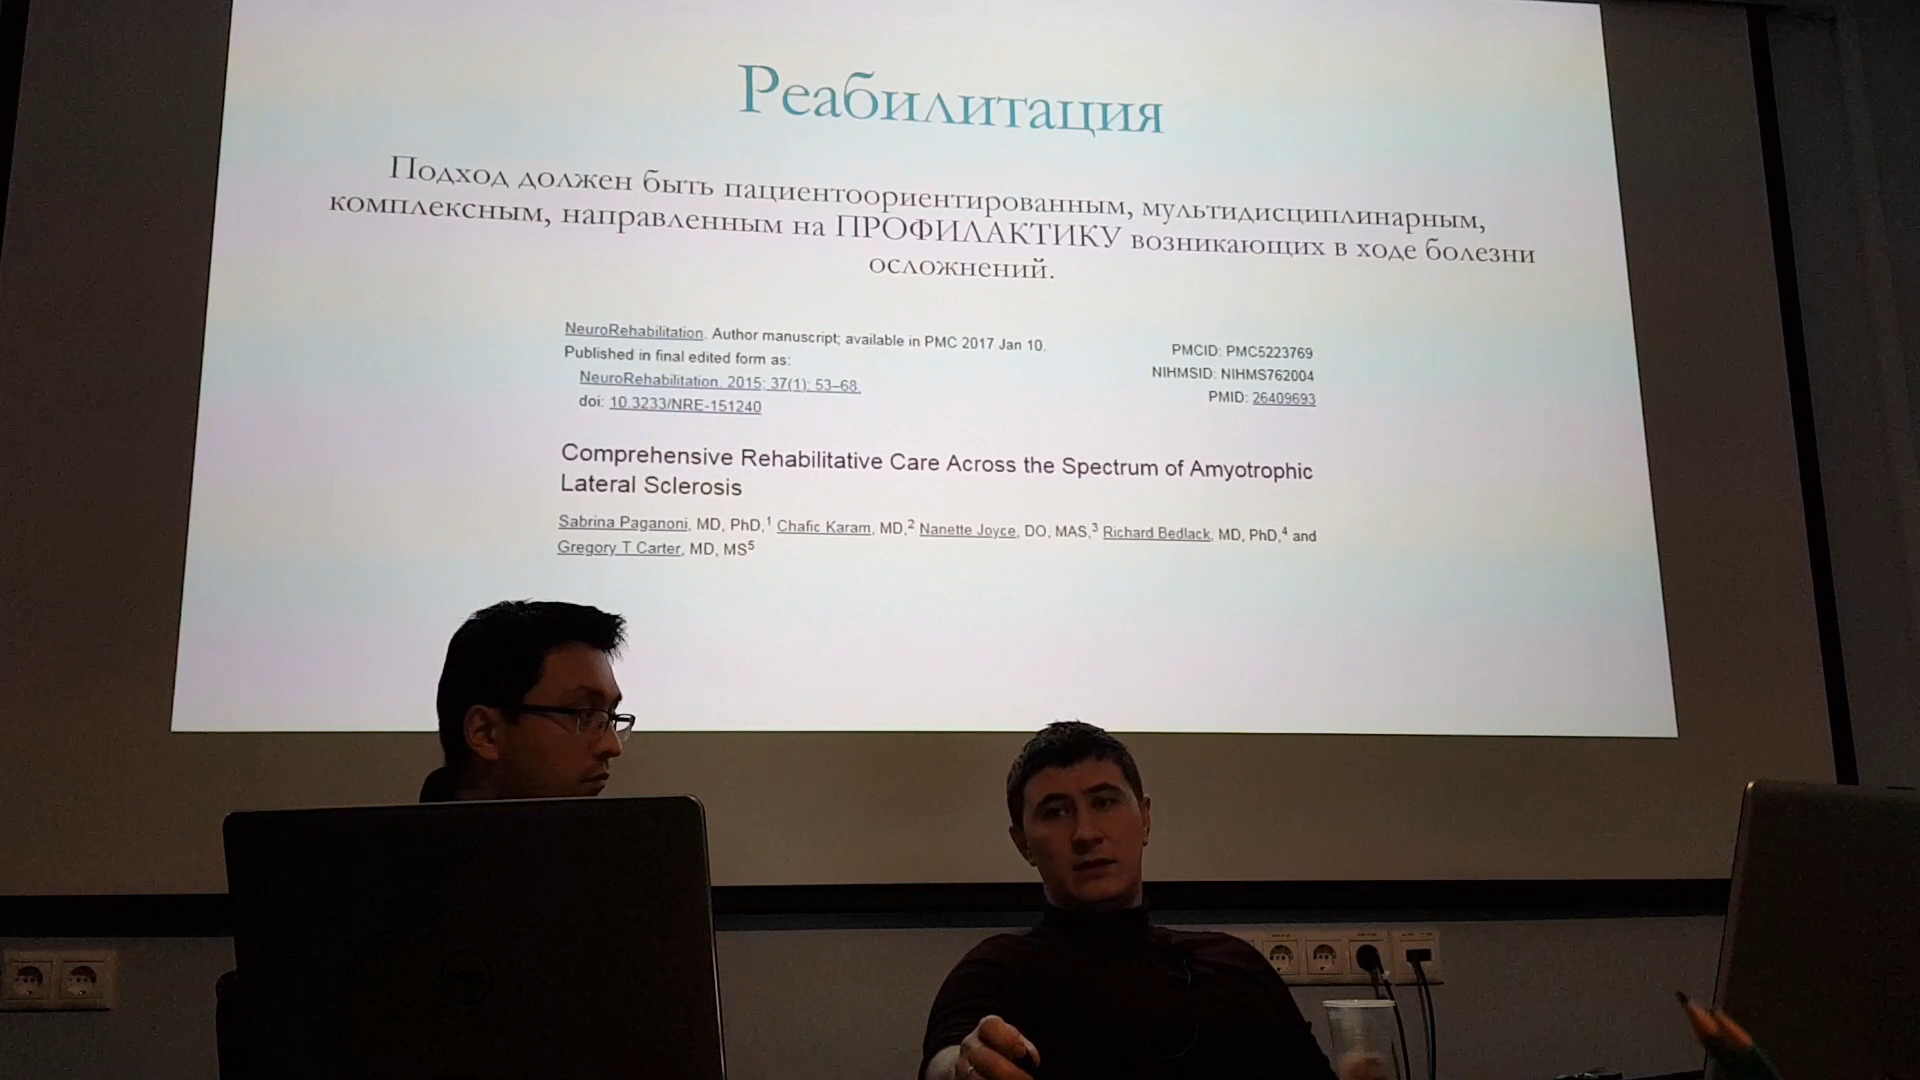 Реабилитация
Подход должен быть пациентоориентированным, мультидисциплинарным,
комплексным, направленным на ПРОФИЛАКТИКУ возникающих в ходе болезни
осложнений.
NeuroRehabilitation. Author manuscript; available in PMC 2017 Jan 10.
Published in final edited form as:
NeuroRehabilitation. 2015; 37(1): 53–68.
doi: 10.3233/NRE-151240
PMCID: PMC5223769
NIHMSID: NIHMS762004
PMID: 26409693
Comprehensive Rehabilitative Care Across the Spectrum of Amyotrophic
Lateral Sclerosis
Sabrina Paganoni, MD, PhD,1 Chafic Karam, MD,2 Nanette Joyce, DO, MAS,3 Richard Bedlack, MD, PhD,4 and
Gregory T Carter, MD, MS5